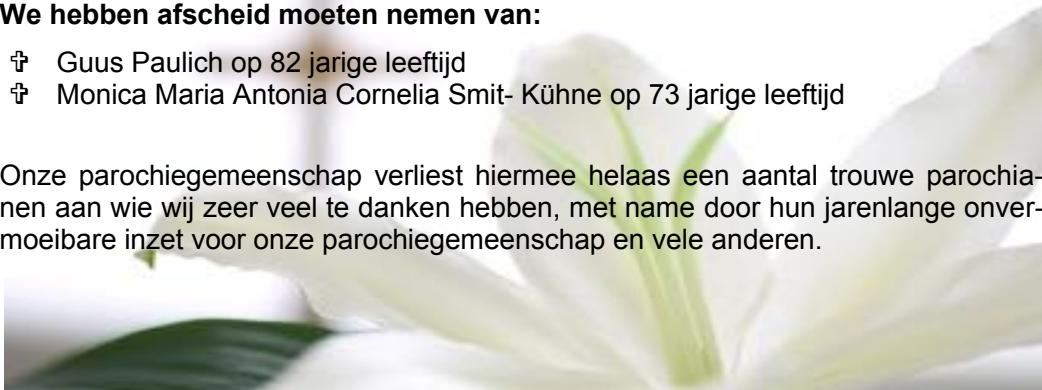 We hebben afscheid moeten nemen van:
✞ Guus Paulich op 82 jarige leeftijd
✞ Monica Maria Antonia Cornelia Smit- Kühne op 73 jarige leeftijd
Onze parochiegemeenschap verliest hiermee helaas een aantal trouwe parochia-
nen aan wie wij zeer veel te danken hebben, met name door hun jarenlange onver-
moeibare inzet voor onze parochiegemeenschap en vele anderen.